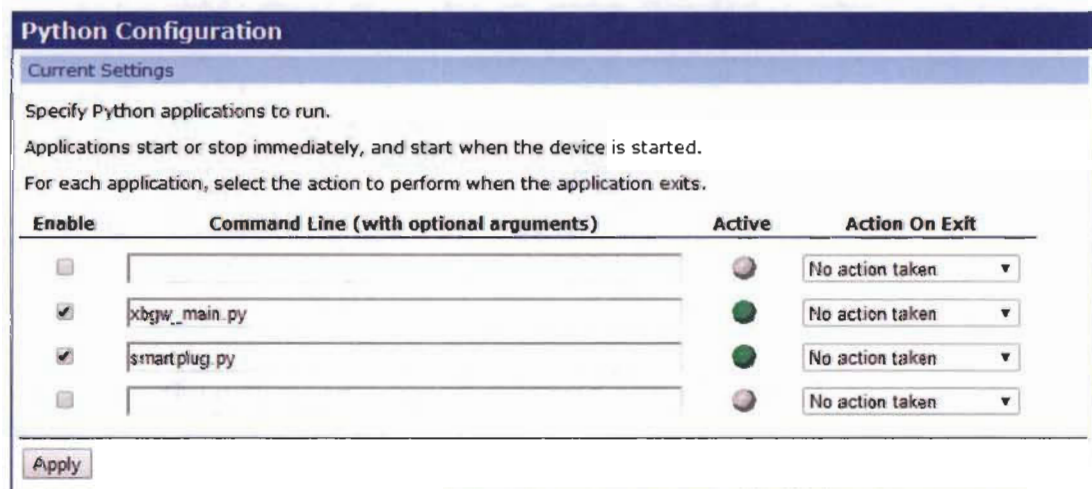 Python Configuration
Current Settings
Specify Python applications to run.
Applications start or stop immediately, and start when the device is started.
For each application, select the action to perform when the application exits.
Enable Command Line (with optional arguments) Active Action On Exit
No action taken
xbgw_main.py No action taken
smartplug.py No action taken
No action taken
Apply